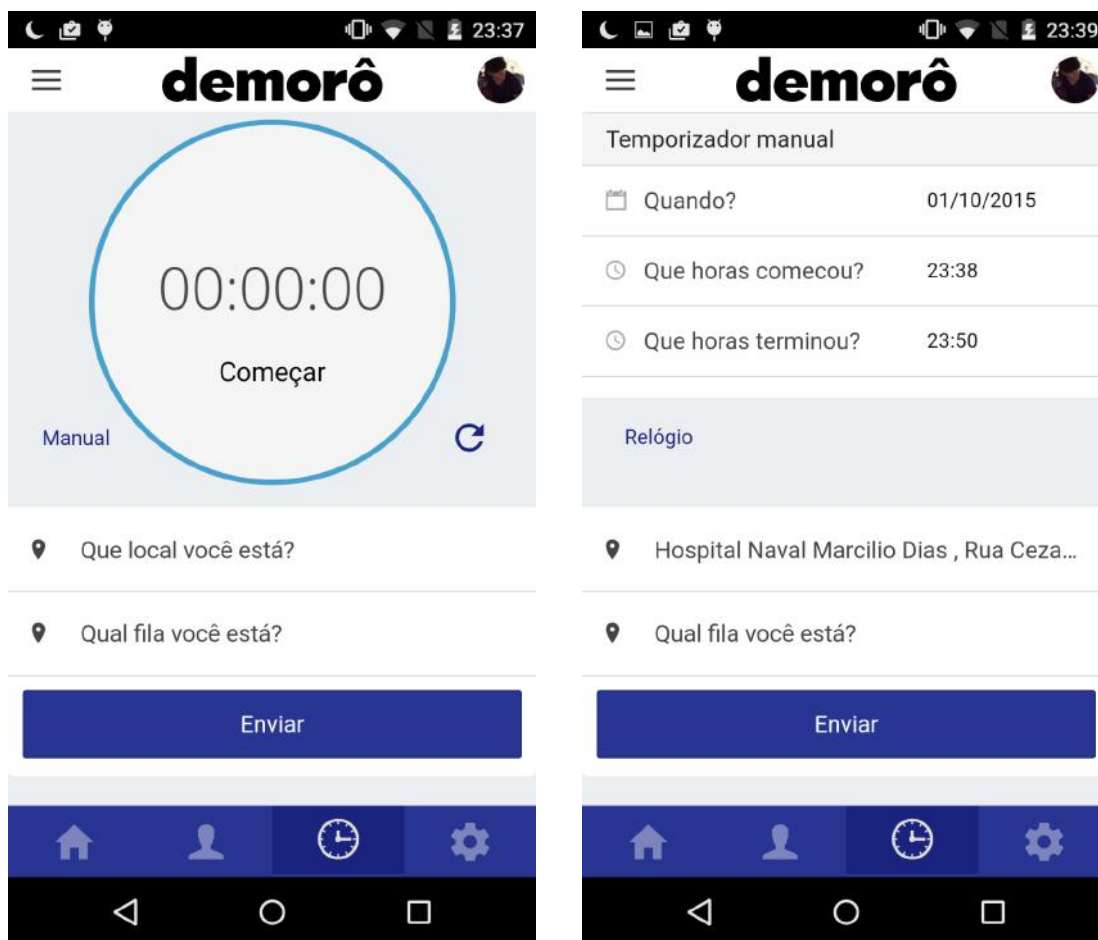 23:37
demorô
00:00:00
Começar
Manual
Que local você está?
Qual fila você está?
Enviar
23:39
demorô
Temporizador manual
Quando? 01/10/2015
Que horas comecou? 23:38
Que horas terminou? 23:50
Relógio
Hospital Naval Marcilio Dias , Rua Ceza...
Qual fila você está?
Enviar